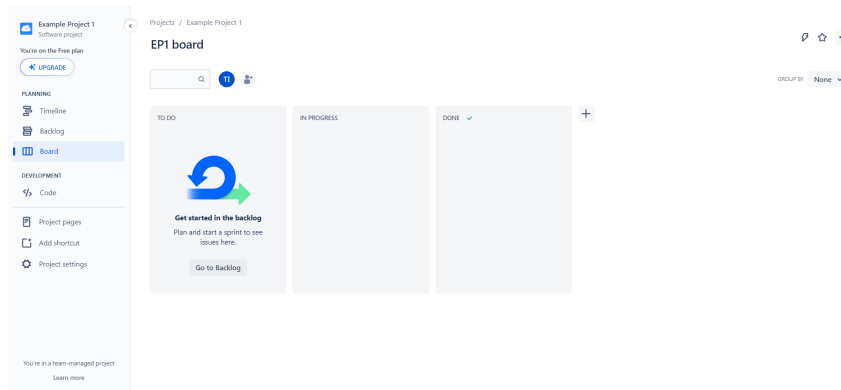 Example Project 1
Software project
You're on the Free plan
UPGRADE
PLANNING
Timeline
Backlog
Board
DEVELOPMENT
Code
Project pages
Add shortcut
Project settings
You're in a team-managed project
Learn more
Projects / Example Project 1
EP1 board
TI
GROUP BY None
TO DO
Get started in the backlog
Plan and start a sprint to see
issues here.
Go to Backlog
IN PROGRESS
DONE